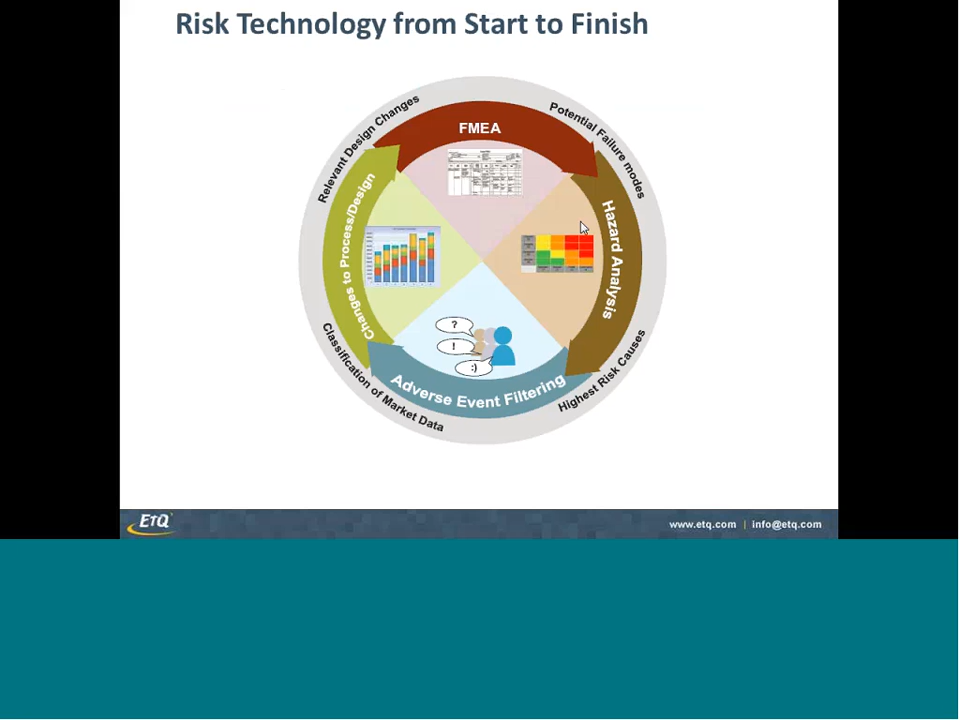 Risk Technology from Start to Finish
Relevant Design Changes
Potential Failure modes
FMEA
Changes to Process/Design
Hazard Analysis
?
!
:)
Adverse Event Filtering
Classification of Market Data
Highest Risk Causes
ETQ
www.etq.com | info@etq.com